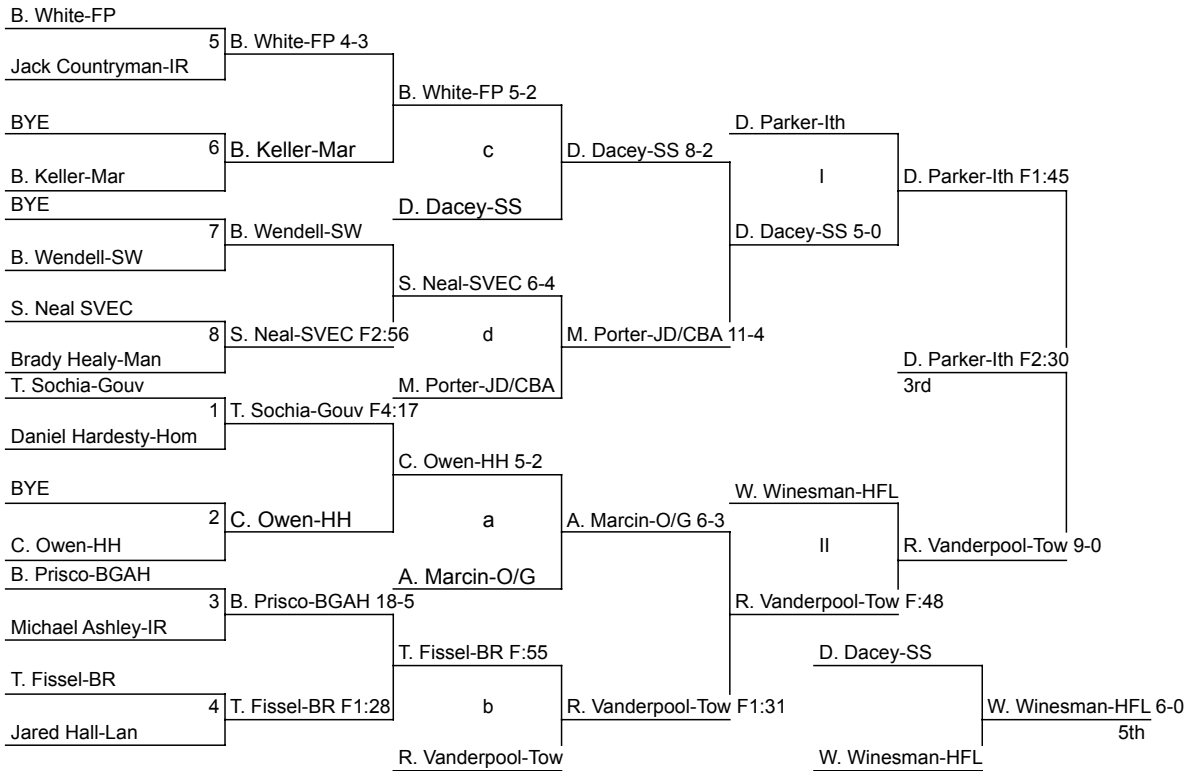 B. White-FP
5 B. White-FP 4-3
Jack Countryman-IR
B. White-FP 5-2
BYE
D. Parker-Ith
6 B. Keller-Mar
c
D. Dacey-SS 8-2
B. Keller-Mar
I
D. Parker-Ith F1:45
BYE
D. Dacey-SS
7 B. Wendell-SW
D. Dacey-SS 5-0
B. Wendell-SW
S. Neal-SVEC 6-4
S. Neal SVEC
8 S. Neal-SVEC F2:56
d
M. Porter-JD/CBA 11-4
Brady Healy-Man
D. Parker-Ith F2:30
T. Sochia-Gouv
M. Porter-JD/CBA
3rd
1 T. Sochia-Gouv F4:17
Daniel Hardesty-Hom
C. Owen-HH 5-2
BYE
W. Winesman-HFL
2 C. Owen-HH
a
A. Marcin-O/G 6-3
C. Owen-HH
II
R. Vanderpool-Tow 9-0
B. Prisco-BGAH
A. Marcin-O/G
3 B. Prisco-BGAH 18-5
R. Vanderpool-Tow F:48
Michael Ashley-IR
T. Fissel-BR F:55
D. Dacey-SS
T. Fissel-BR
4 T. Fissel-BR F1:28
b
R. Vanderpool-Tow F1:31
W. Winesman-HFL 6-0
Jared Hall-Lan
5th
R. Vanderpool-Tow
W. Winesman-HFL